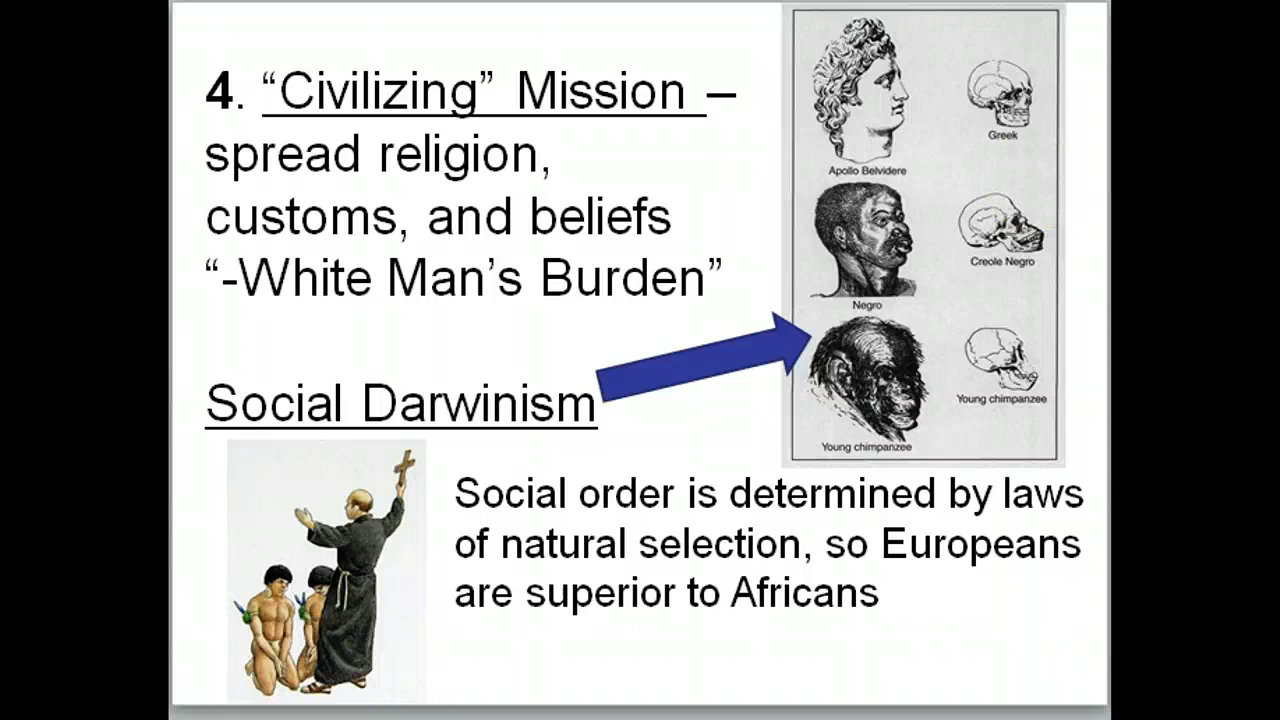 4. “Civilizing” Mission –
spread religion,
customs, and beliefs
“-White Man’s Burden”
Social Darwinism
Social order is determined by laws
of natural selection, so Europeans
are superior to Africans
Apollo Belvidere
Greek
Negro
Creole Negro
Young chimpanzee
Young chimpanzee